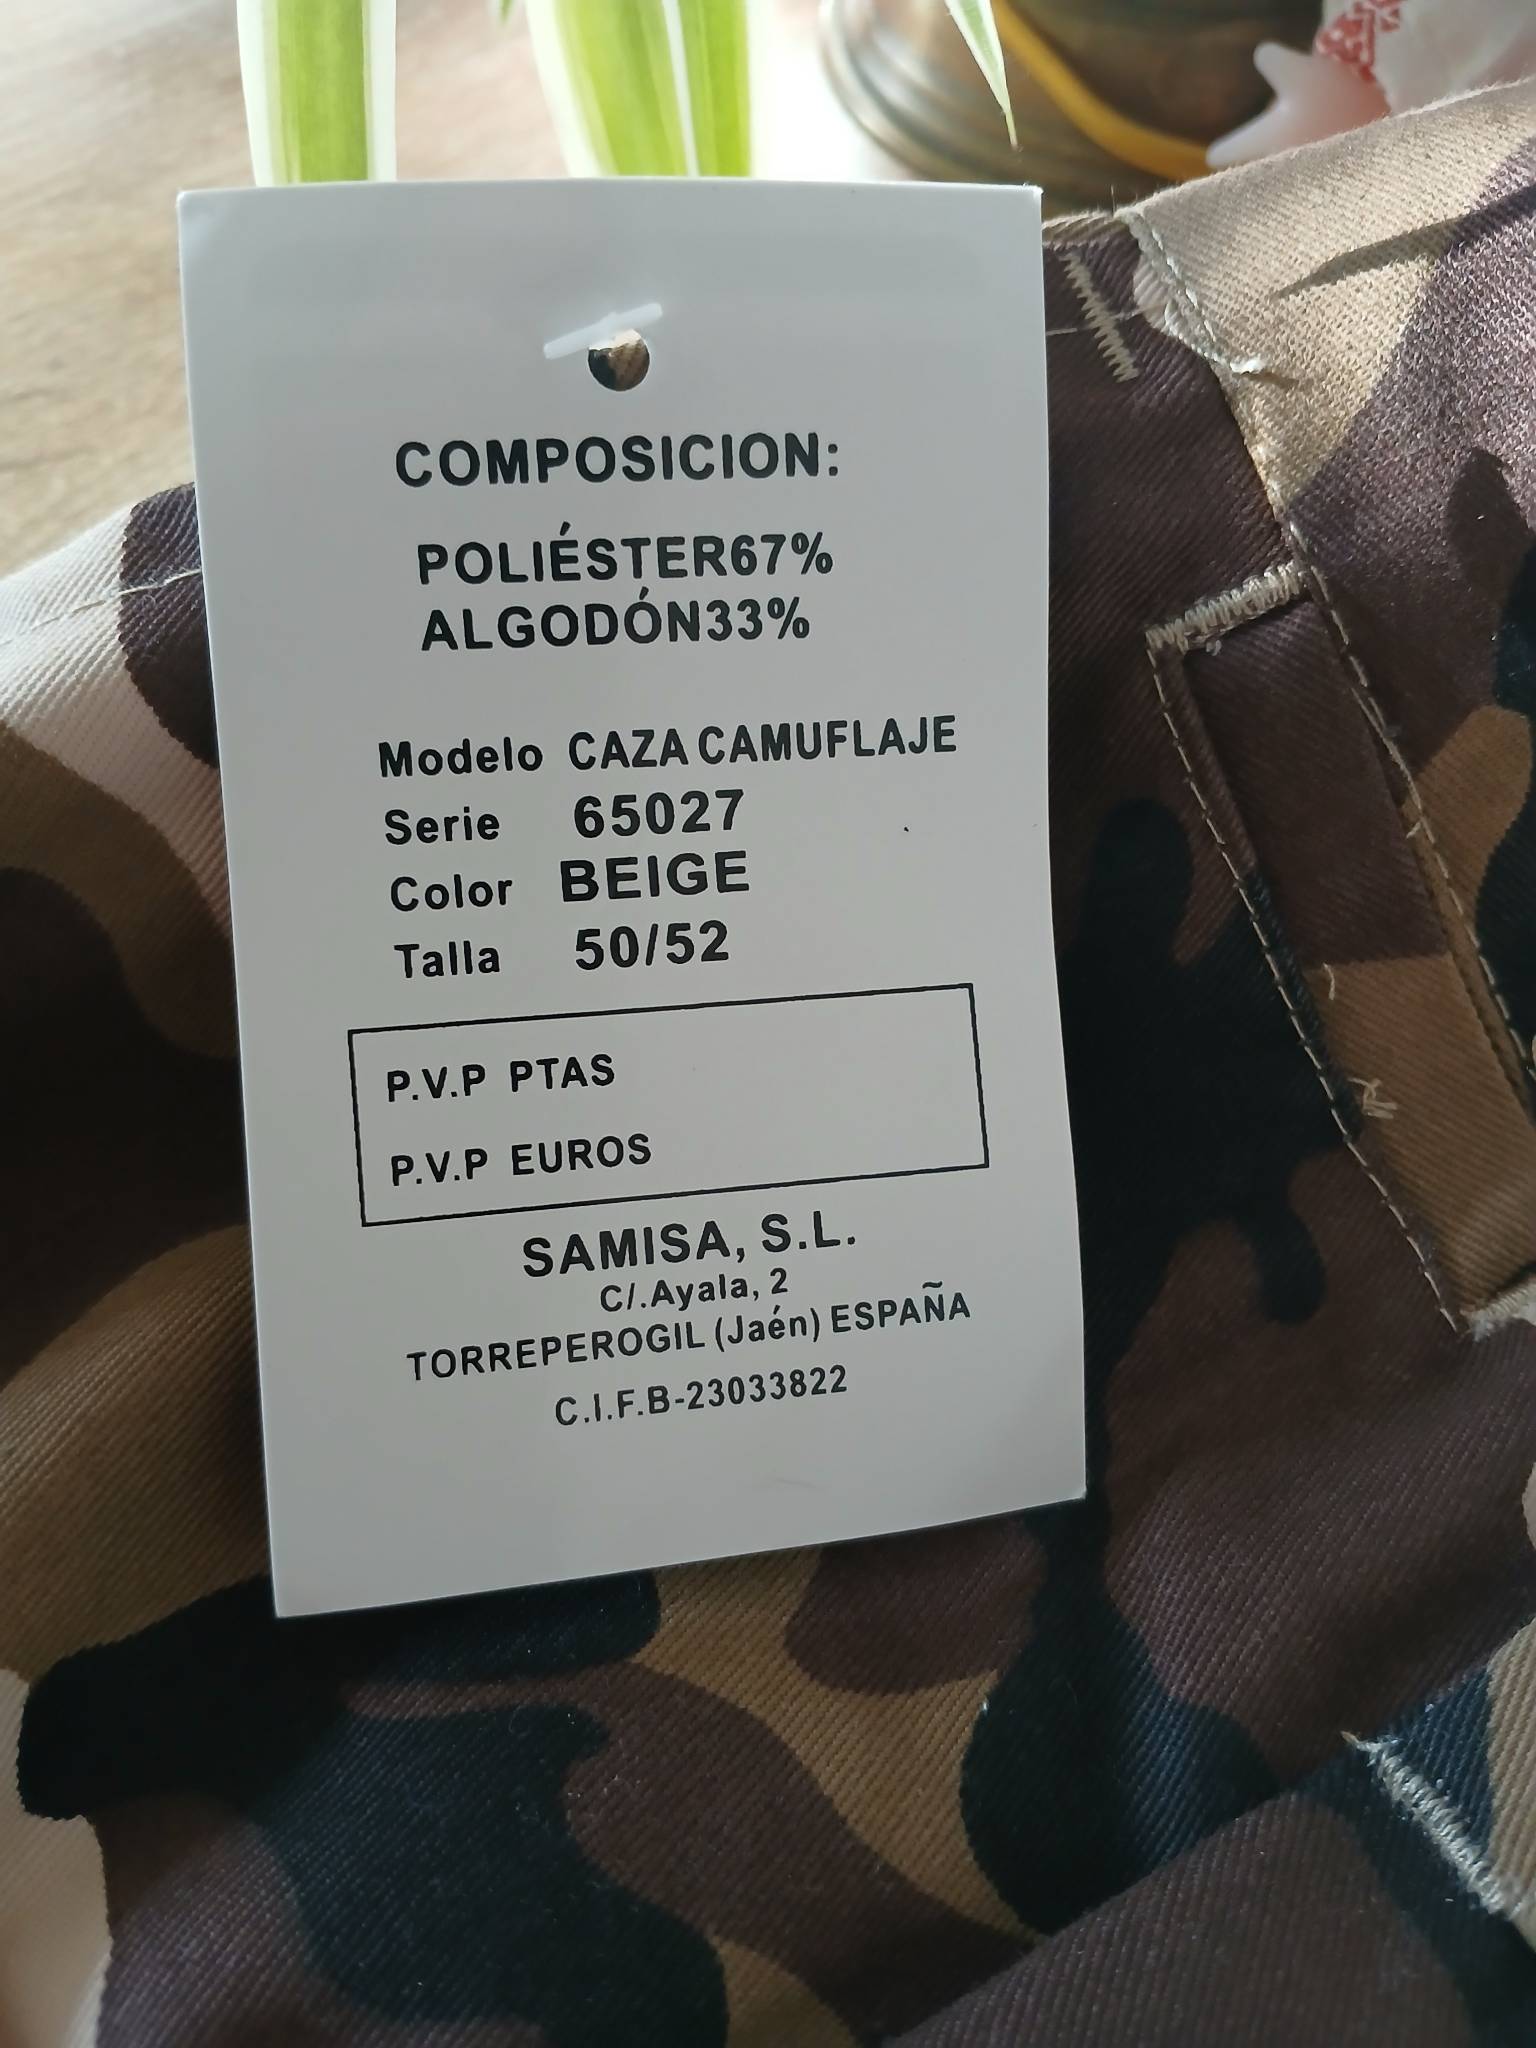 COMPOSICION:
POLIÉSTER67%
ALGODÓN33%
Modelo CAZA CAMUFLAJE
Serie 65027
Color BEIGE
Talla 50/52
P.V.P PTAS
P.V.P EUROS
SAMISA, S.L.
C/.Ayala, 2
TORREPEROGIL (Jaén) ESPAÑA
C.I.F.B-23033822